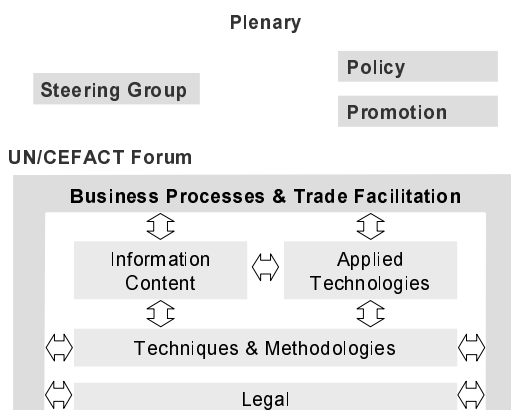 Plenary
Steering Group
Policy
Promotion
UN/CEFACT Forum
Business Processes & Trade Facilitation
Information
Content
Applied
Technologies
Techniques & Methodologies
Legal